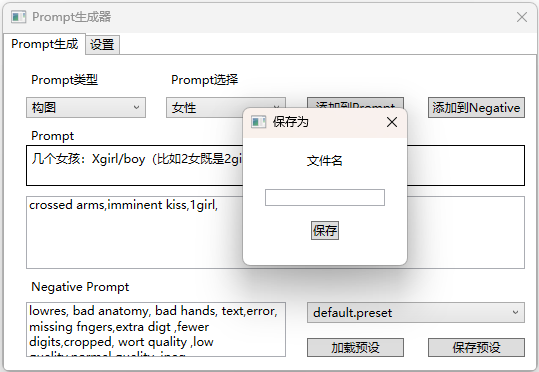 Prompt生成器
Prompt生成 设置
Prompt类型 Prompt选择
构图 女性 添加到Prompt 添加到Negative
保存为
Prompt
几个女孩：Xgirl/boy（比如2女既是2gi
文件名
crossed arms,imminent kiss,1girl,
保存
Negative Prompt
lowres, bad anatomy, bad hands, text,error,
missing fngers,extra digt ,fewer
digits,cropped, wort quality ,low
quality,normal quality, jpeg
default.preset
加载预设 保存预设